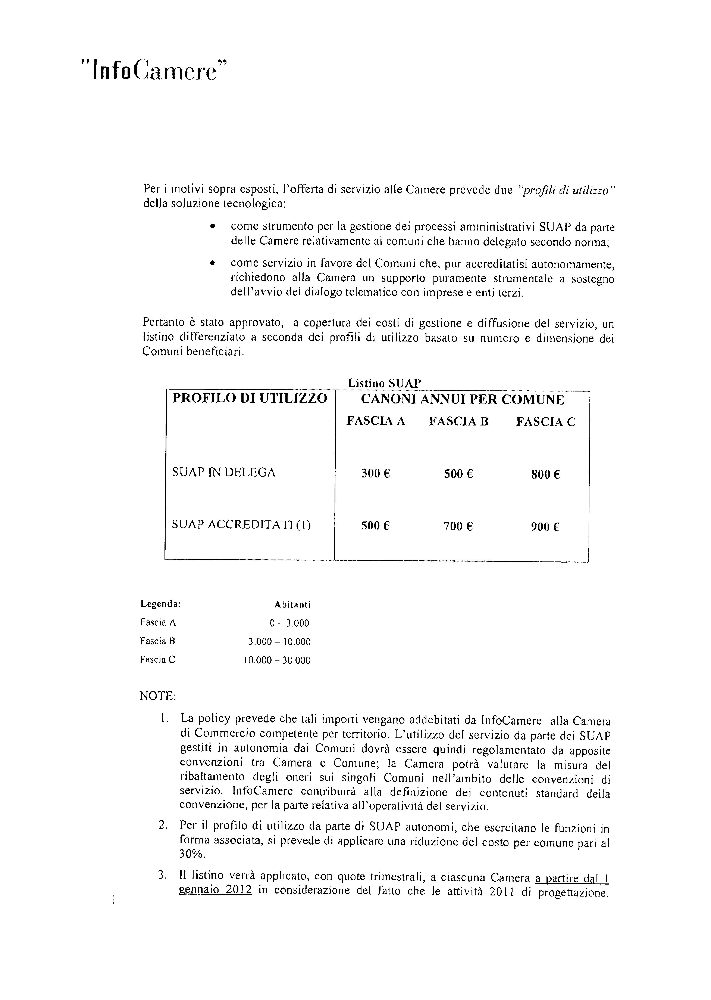 "InfoCamere"
Per i motivi sopra esposti, l'offerta di servizio alle Camere prevede due "profili di utilizzo"
della soluzione tecnologica:
• come strumento per la gestione dei processi amministrativi SUAP da parte
delle Camere relativamente ai comuni che hanno delegato secondo norma;
• come servizio in favore del Comuni che, pur accreditatisi autonomamente,
richiedono alla Camera un supporto puramente strumentale a sostegno
dell'avvio del dialogo telematico con imprese e enti terzi.
Pertanto è stato approvato, a copertura dei costi di gestione e diffusione del servizio, un
listino differenziato a seconda dei profili di utilizzo basato su numero e dimensione dei
Comuni beneficiari.
Listino SUAP
PROFILO DI UTILIZZO CANONI ANNUI PER COMUNE
FASCIA A FASCIA B FASCIA C
SUAP IN DELEGA 300 € 500 € 800 €
SUAP ACCREDITATI (1) 500 € 700 € 900 €
Legenda: Abitanti
Fascia A 0 - 3.000
Fascia B 3.000 – 10.000
Fascia C 10.000 – 30 000
NOTE:
1. La policy prevede che tali importi vengano addebitati da InfoCamere alla Camera
di Commercio competente per territorio. L'utilizzo del servizio da parte dei SUAP
gestiti in autonomia dai Comuni dovrà essere quindi regolamentato da apposite
convenzioni tra Camera e Comune; la Camera potrà valutare la misura del
ribaltamento degli oneri sui singoli Comuni nell'ambito delle convenzioni di
servizio. InfoCamere contribuirà alla definizione dei contenuti standard della
convenzione, per la parte relativa all'operatività del servizio.
2. Per il profilo di utilizzo da parte di SUAP autonomi, che esercitano le funzioni in
forma associata, si prevede di applicare una riduzione del costo per comune pari al
30%.
3. Il listino verrà applicato, con quote trimestrali, a ciascuna Camera a partire dal 1
gennaio 2012 in considerazione del fatto che le attività 2011 di progettazione,